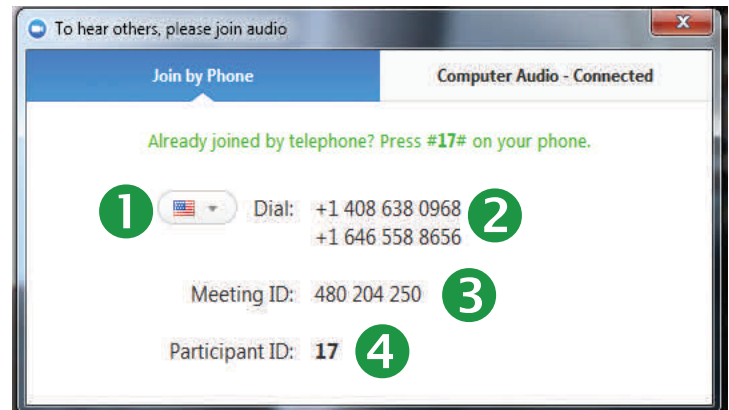 To hear others, please join audio
Join by Phone
Computer Audio - Connected
Already joined by telephone? Press #17# on your phone.
1
Dial: +1 408 638 0968
2
+1 646 558 8656
Meeting ID: 480 204 250
3
Participant ID: 17
4